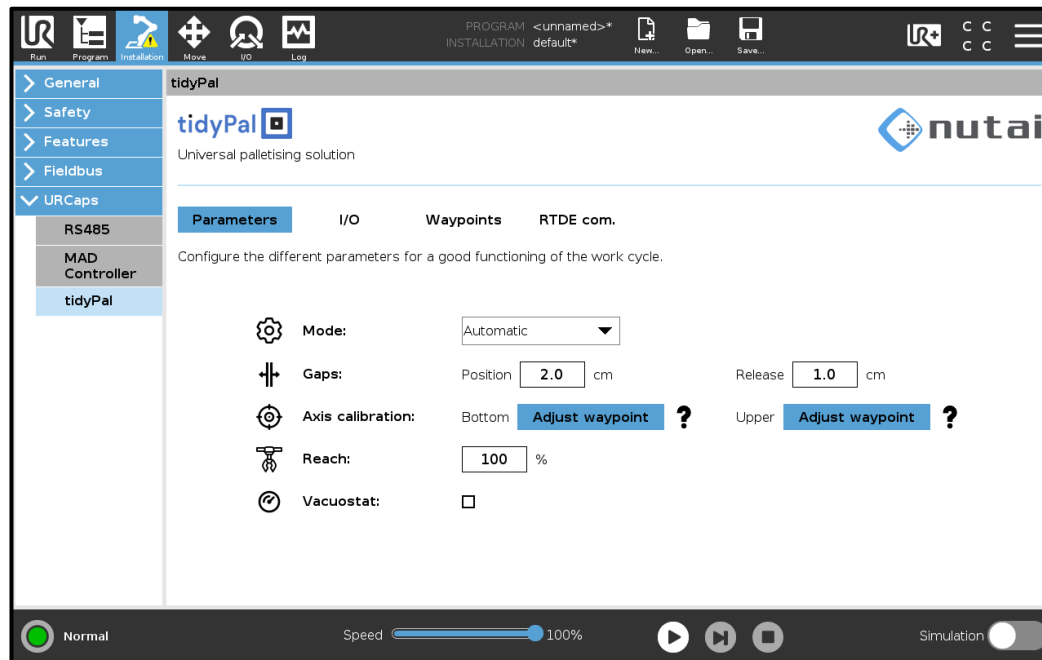 UR
PROGRAM <unnamed>*
INSTALLATION default*
UR+
C C
C C
Run Program Installation Move I/O Log New... Open... Save...
General
tidyPal
Safety
Features
Fieldbus
URCaps
RS485
MAD
Controller
tidyPal
tidyPal
nutai
Universal palletising solution
Parameters I/O Waypoints RTDE com.
Configure the different parameters for a good functioning of the work cycle.
Mode: Automatic
Gaps: Position 2.0 cm Release 1.0 cm
Axis calibration: Bottom Adjust waypoint ? Upper Adjust waypoint ?
Reach: 100 %
Vacuostat:
Normal Speed 100% Simulation